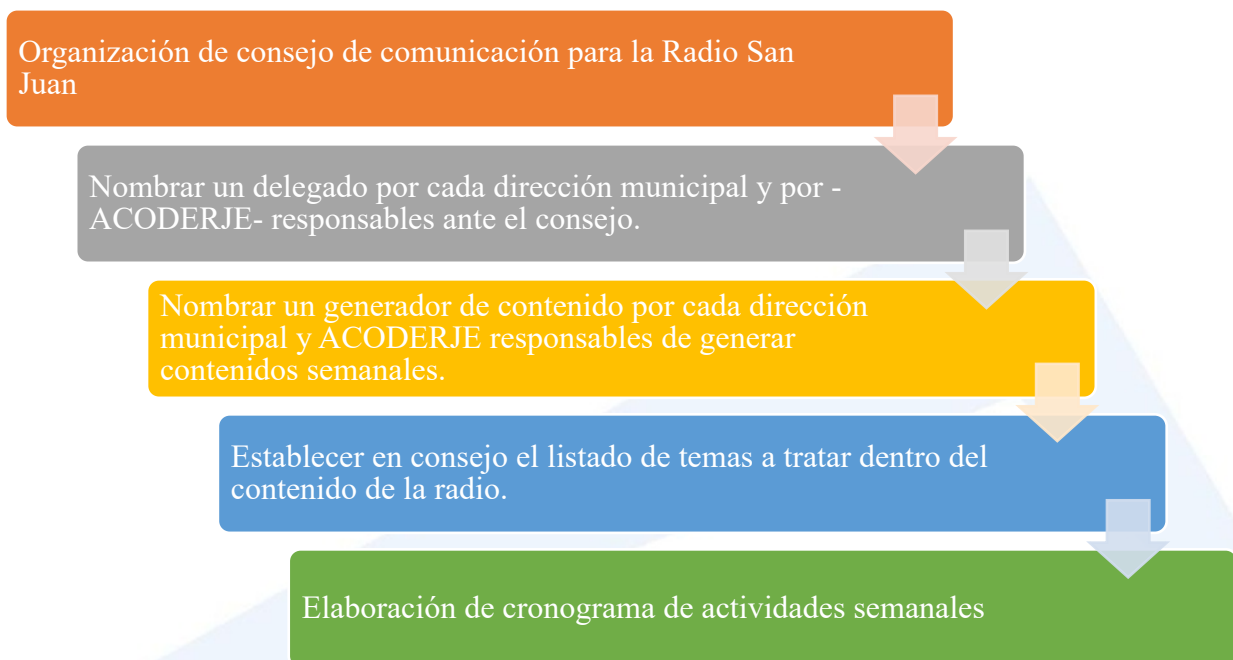 Organización de consejo de comunicación para la Radio San
Juan
Nombrar un delegado por cada dirección municipal y por -
ACODERJE- responsables ante el consejo.
Nombrar un generador de contenido por cada dirección
municipal y ACODERJE responsables de generar
contenidos semanales.
Establecer en consejo el listado de temas a tratar dentro del
contenido de la radio.
Elaboración de cronograma de actividades semanales